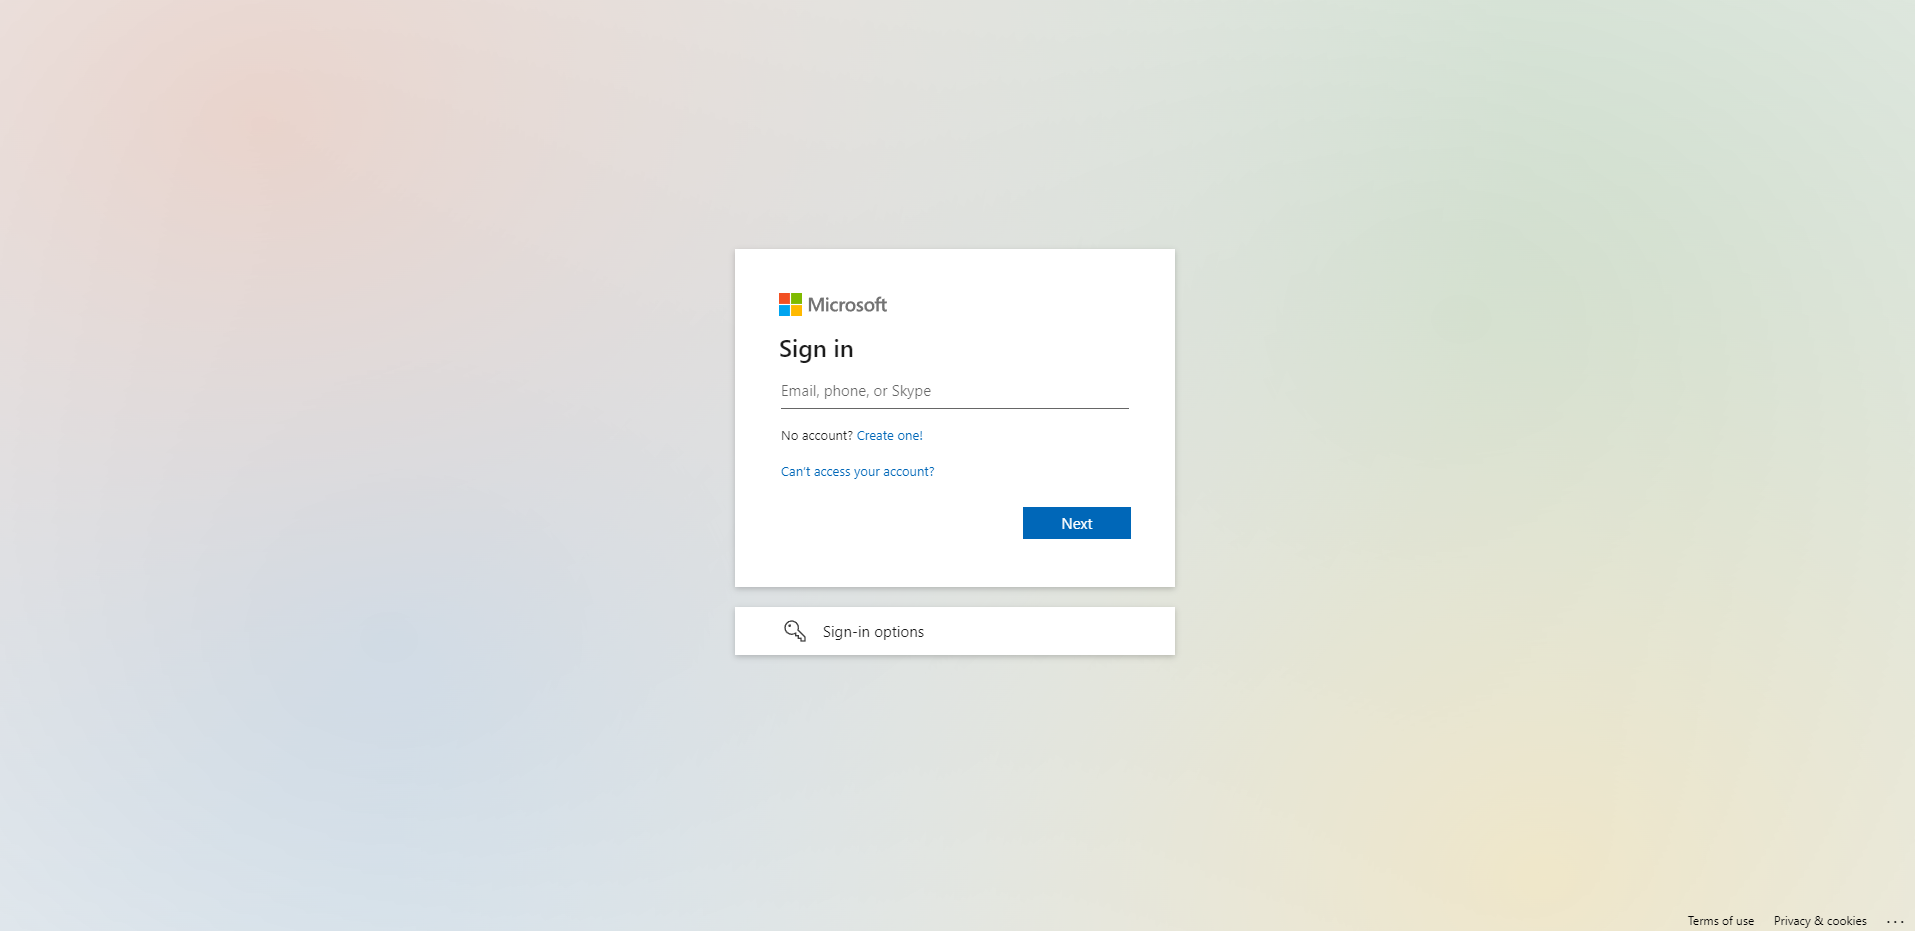 Microsoft
Sign in
Email, phone, or Skype
No account? Create one!
Can't access your account?
Next
Sign-in options
Terms of use Privacy & cookies ...